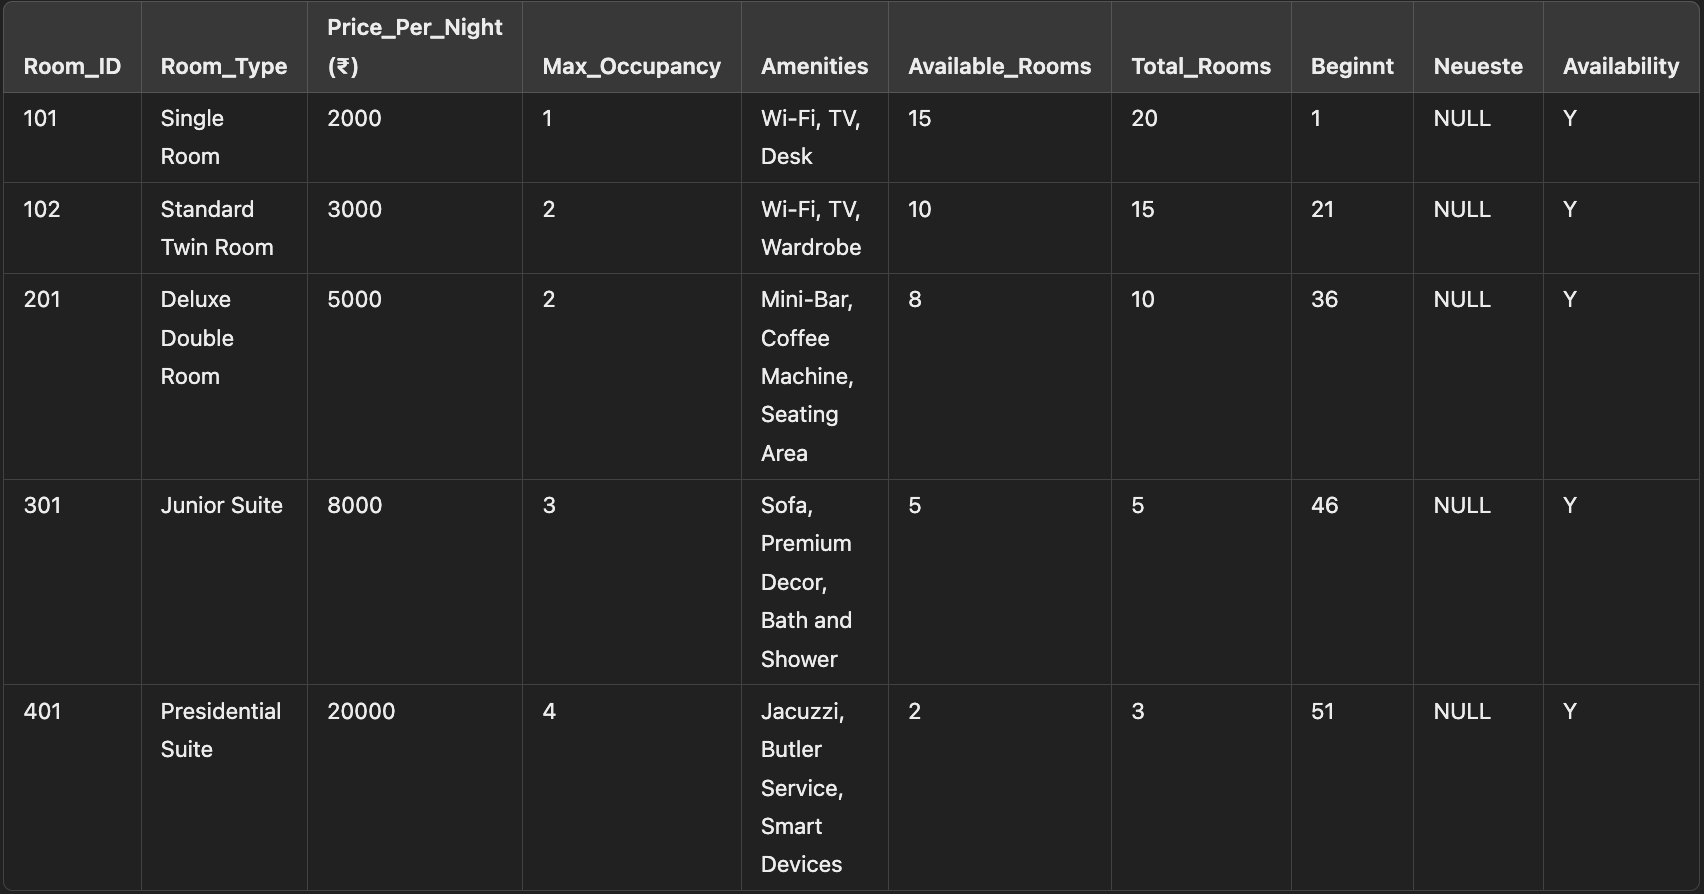 Room_ID Room_Type Price_Per_Night (₹) Max_Occupancy Amenities Available_Rooms Total_Rooms Beginnt Neueste Availability
101 Single Room 2000 1 Wi-Fi, TV, Desk 15 20 1 NULL Y
102 Standard Twin Room 3000 2 Wi-Fi, TV, Wardrobe 10 15 21 NULL Y
201 Deluxe Double Room 5000 2 Mini-Bar, Coffee Machine, Seating Area 8 10 36 NULL Y
301 Junior Suite 8000 3 Sofa, Premium Decor, Bath and Shower 5 5 46 NULL Y
401 Presidential Suite 20000 4 Jacuzzi, Butler Service, Smart Devices 2 3 51 NULL Y